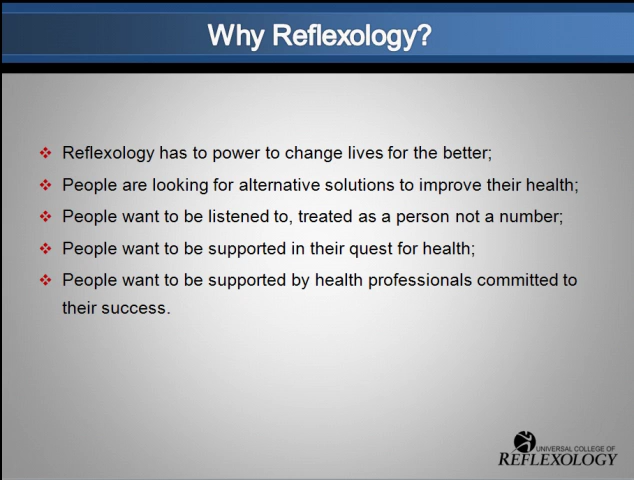 Why Reflexology?
Reflexology has to power to change lives for the better;
People are looking for alternative solutions to improve their health;
People want to be listened to, treated as a person not a number;
People want to be supported in their quest for health;
People want to be supported by health professionals committed to
their success.
UNIVERSAL COLLEGE OF
REFLEXOLOGY